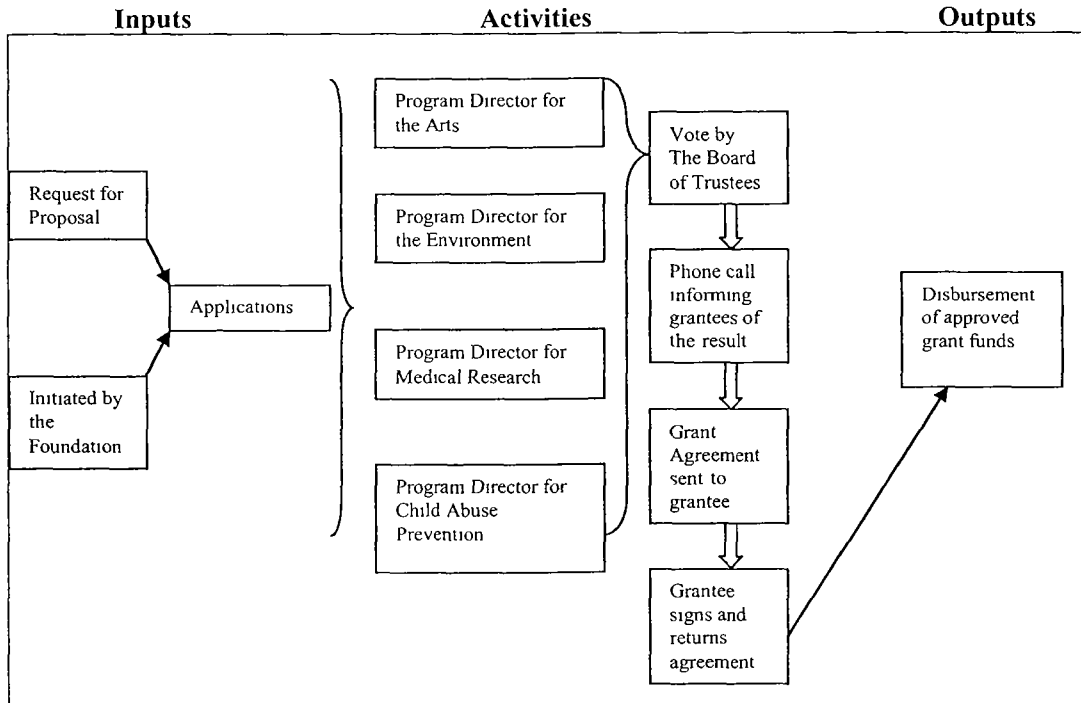 Inputs
Activities
Outputs
Request for
Proposal
Initiated by
the
Foundation
Applications
Program Director for
the Arts
Program Director for
the Environment
Program Director for
Medical Research
Program Director for
Child Abuse
Prevention
Vote by
The Board
of Trustees
Phone call
informing
grantees of
the result
Grant
Agreement
sent to
grantee
Grantee
signs and
returns
agreement
Disbursement
of approved
grant funds